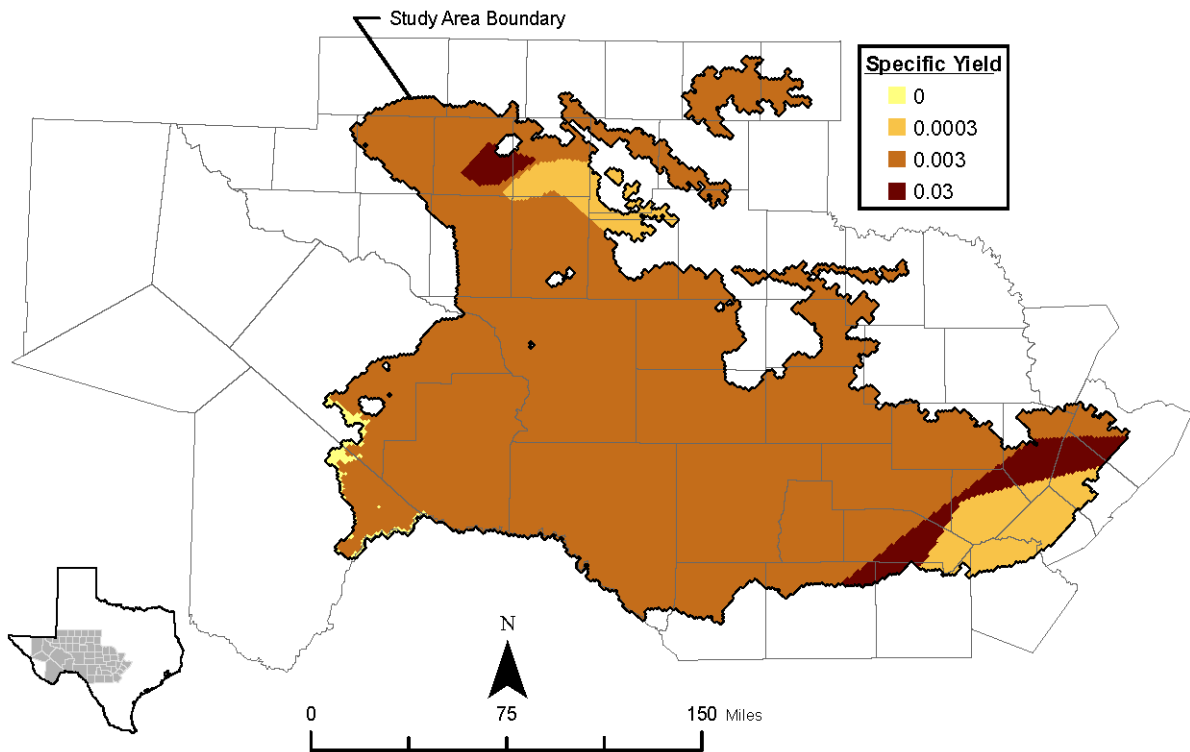 Study Area Boundary
Specific Yield
0
0.0003
0.003
0.03
N
0 75 150 Miles